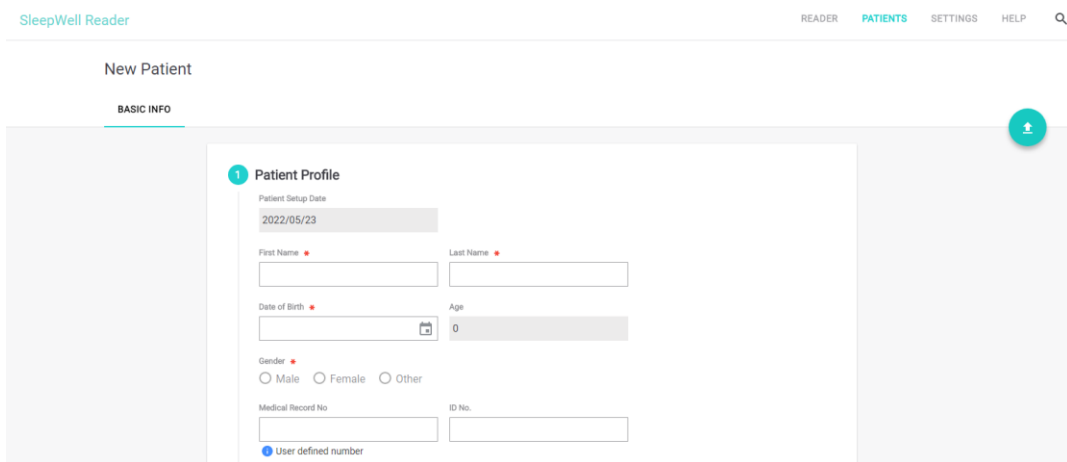 SleepWell Reader READER PATIENTS SETTINGS HELP
New Patient
BASIC INFO
1 Patient Profile
Patient Setup Date
2022/05/23
First Name * Last Name *
Date of Birth * Age
0
Gender *
Male Female Other
Medical Record No ID No.
i User defined number